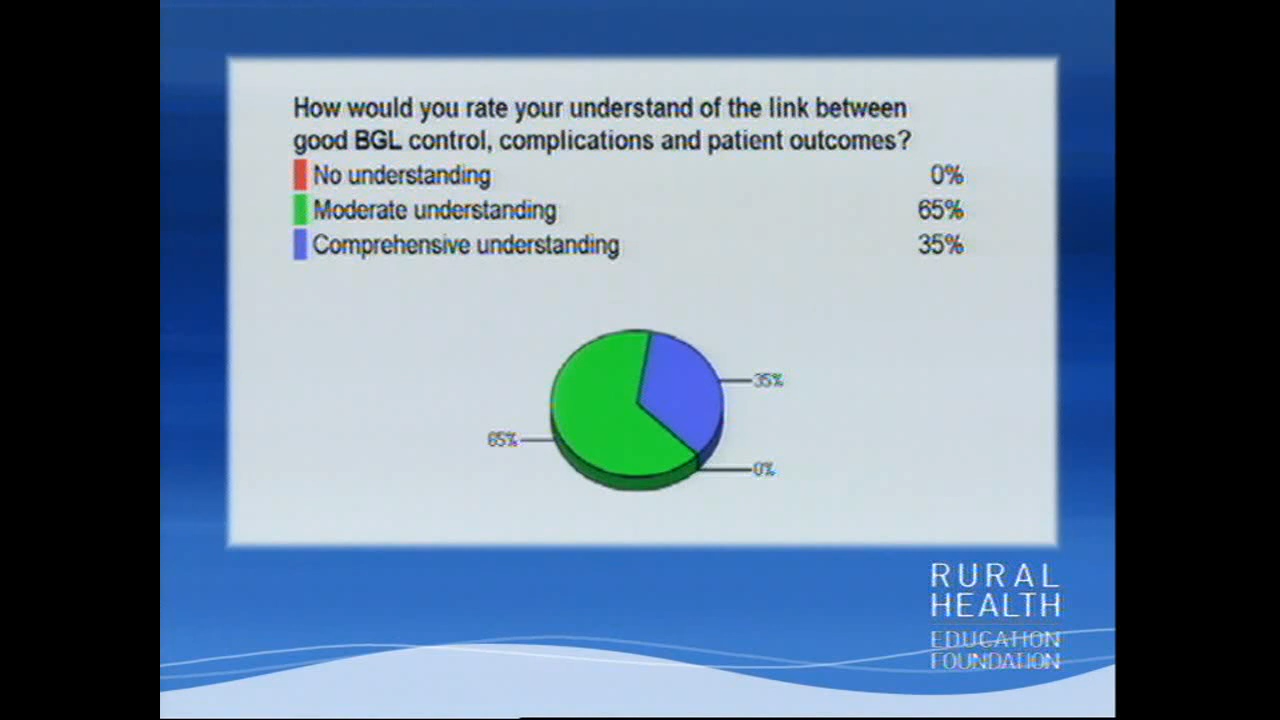 How would you rate your understand of the link between
good BGL control, complications and patient outcomes?
No understanding 0%
Moderate understanding 65%
Comprehensive understanding 35%
35%
65%
0%
RURAL
HEALTH
EDUCATION
FOUNDATION